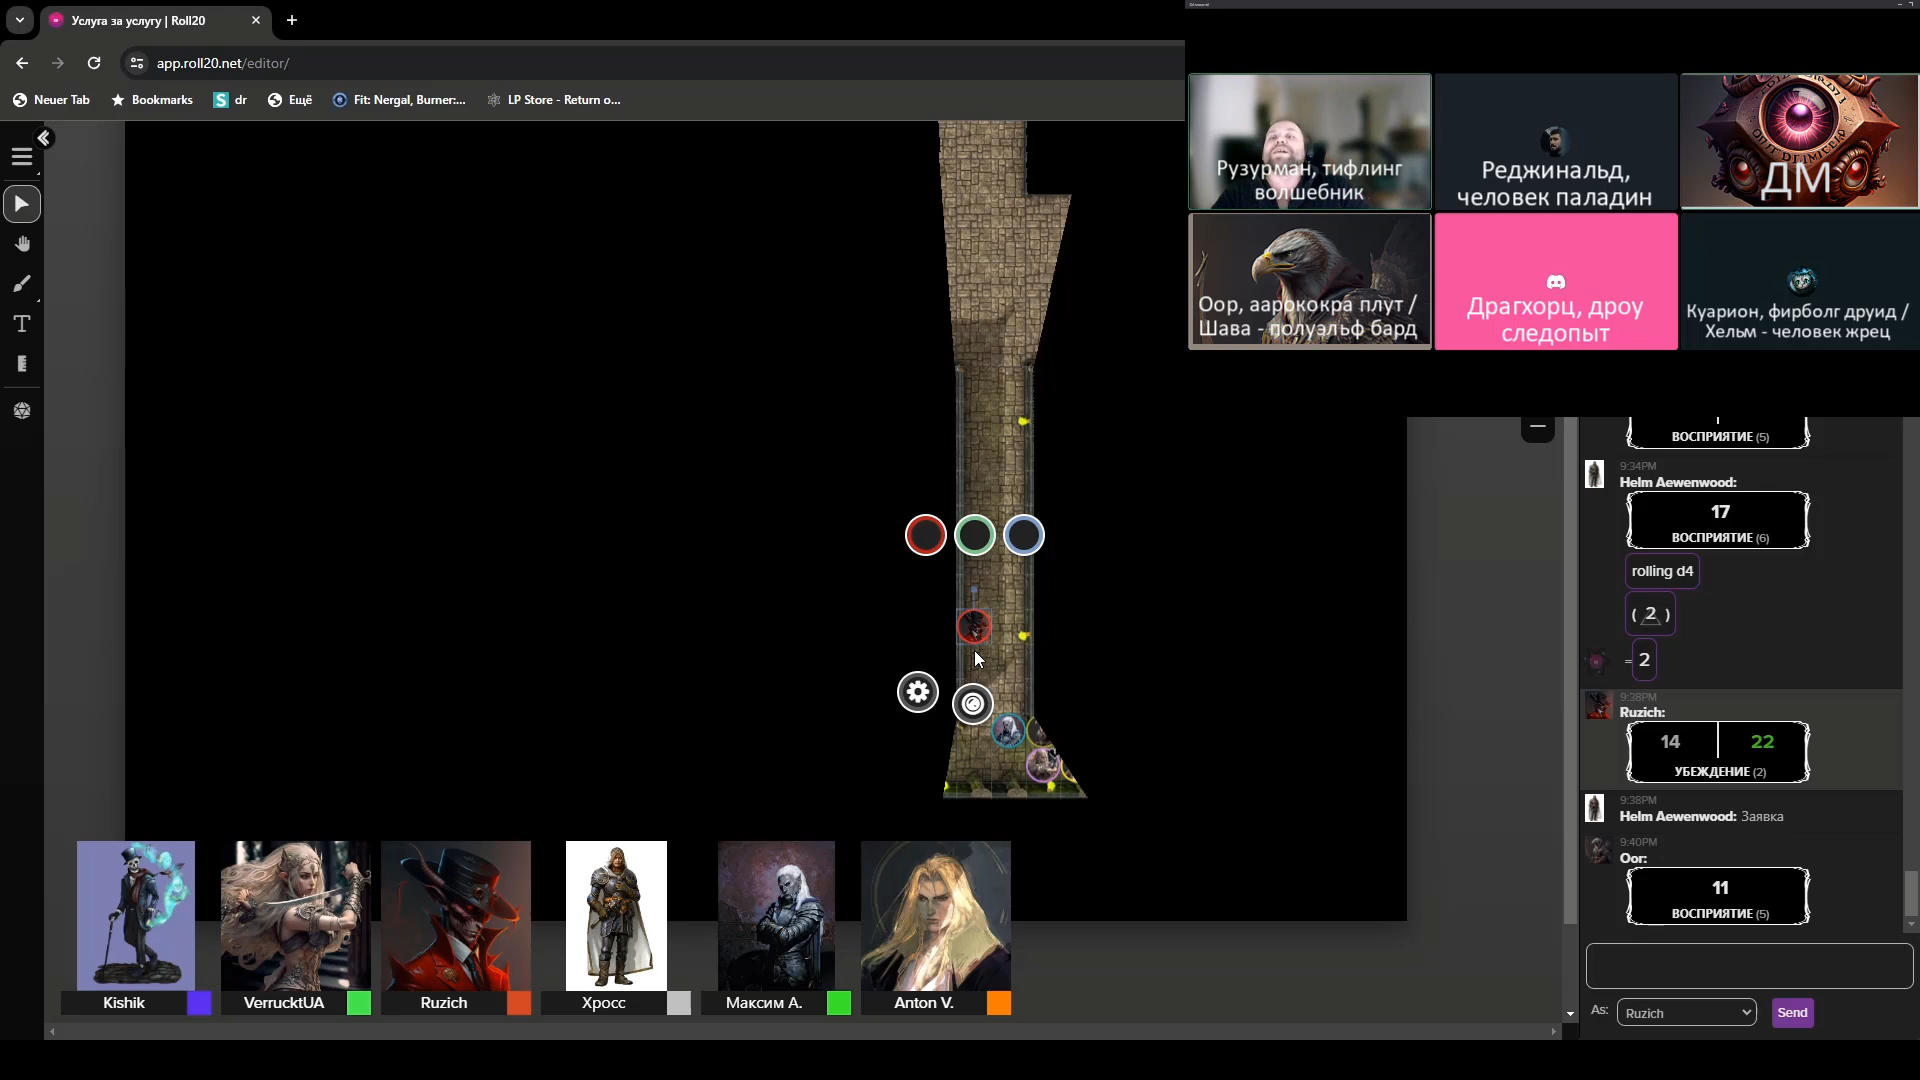 Услуга за услугу | Roll20
app.roll20.net/editor/
Neuer Tab
Bookmarks
dr
Ещё
Fit: Nergal, Burner:...
LP Store - Return o...
Рузурман, тифлинг
волшебник
Реджинальд,
человек паладин
ДМ
Оор, аарококра плут /
Шава - полуэльф бард
Драгхорц, дроу
следопыт
Куарион, фирболг друид /
Хельм - человек жрец
ВОСПРИЯТИЕ (5)
9:34PM
Helm Aewenwood:
17
ВОСПРИЯТИЕ (6)
rolling d4
( 2 )
=2
9:38PM
Ruzich:
14 22
УБЕЖДЕНИЕ (2)
9:38PM
Helm Aewenwood: Заявка
9:40PM
Oor:
11
ВОСПРИЯТИЕ (5)
As:
Ruzich
Send
Kishik
VerrucktUA
Ruzich
Хросс
Максим А.
Anton V.